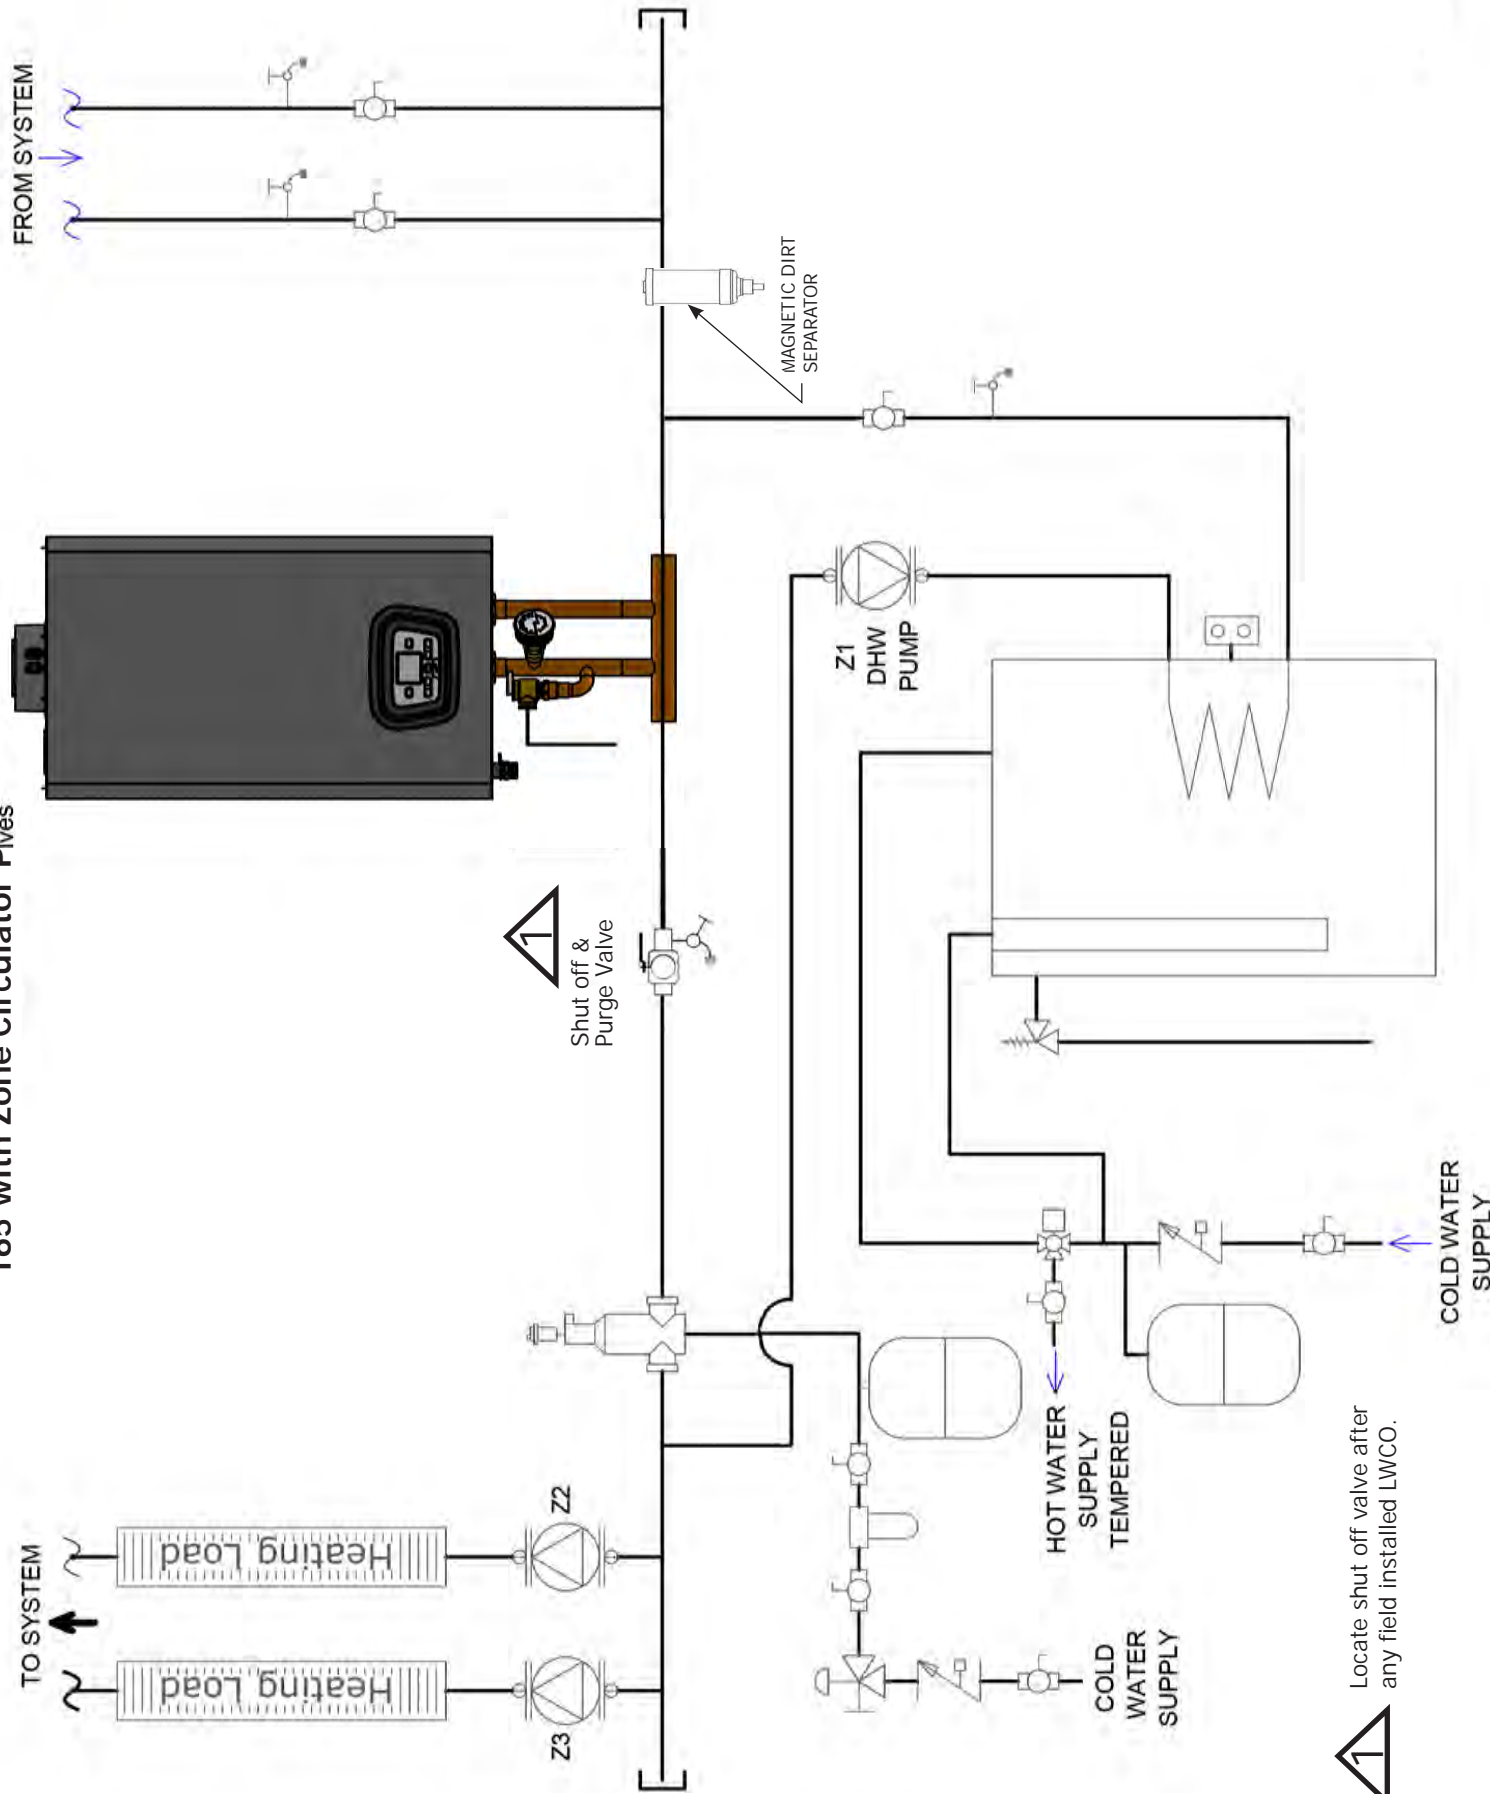 FROM SYSTEM
MAGNETIC DIRT
SEPARATOR
Z1
DHW
PUMP
1
Shut off &
Purge Valve
TO SYSTEM
Heating Load
Heating Load
Z2
Z3
HOT WATER
SUPPLY
TEMPERED
COLD WATER
SUPPLY
COLD
WATER
SUPPLY
1
Locate shut off valve after
any field installed LWCO.